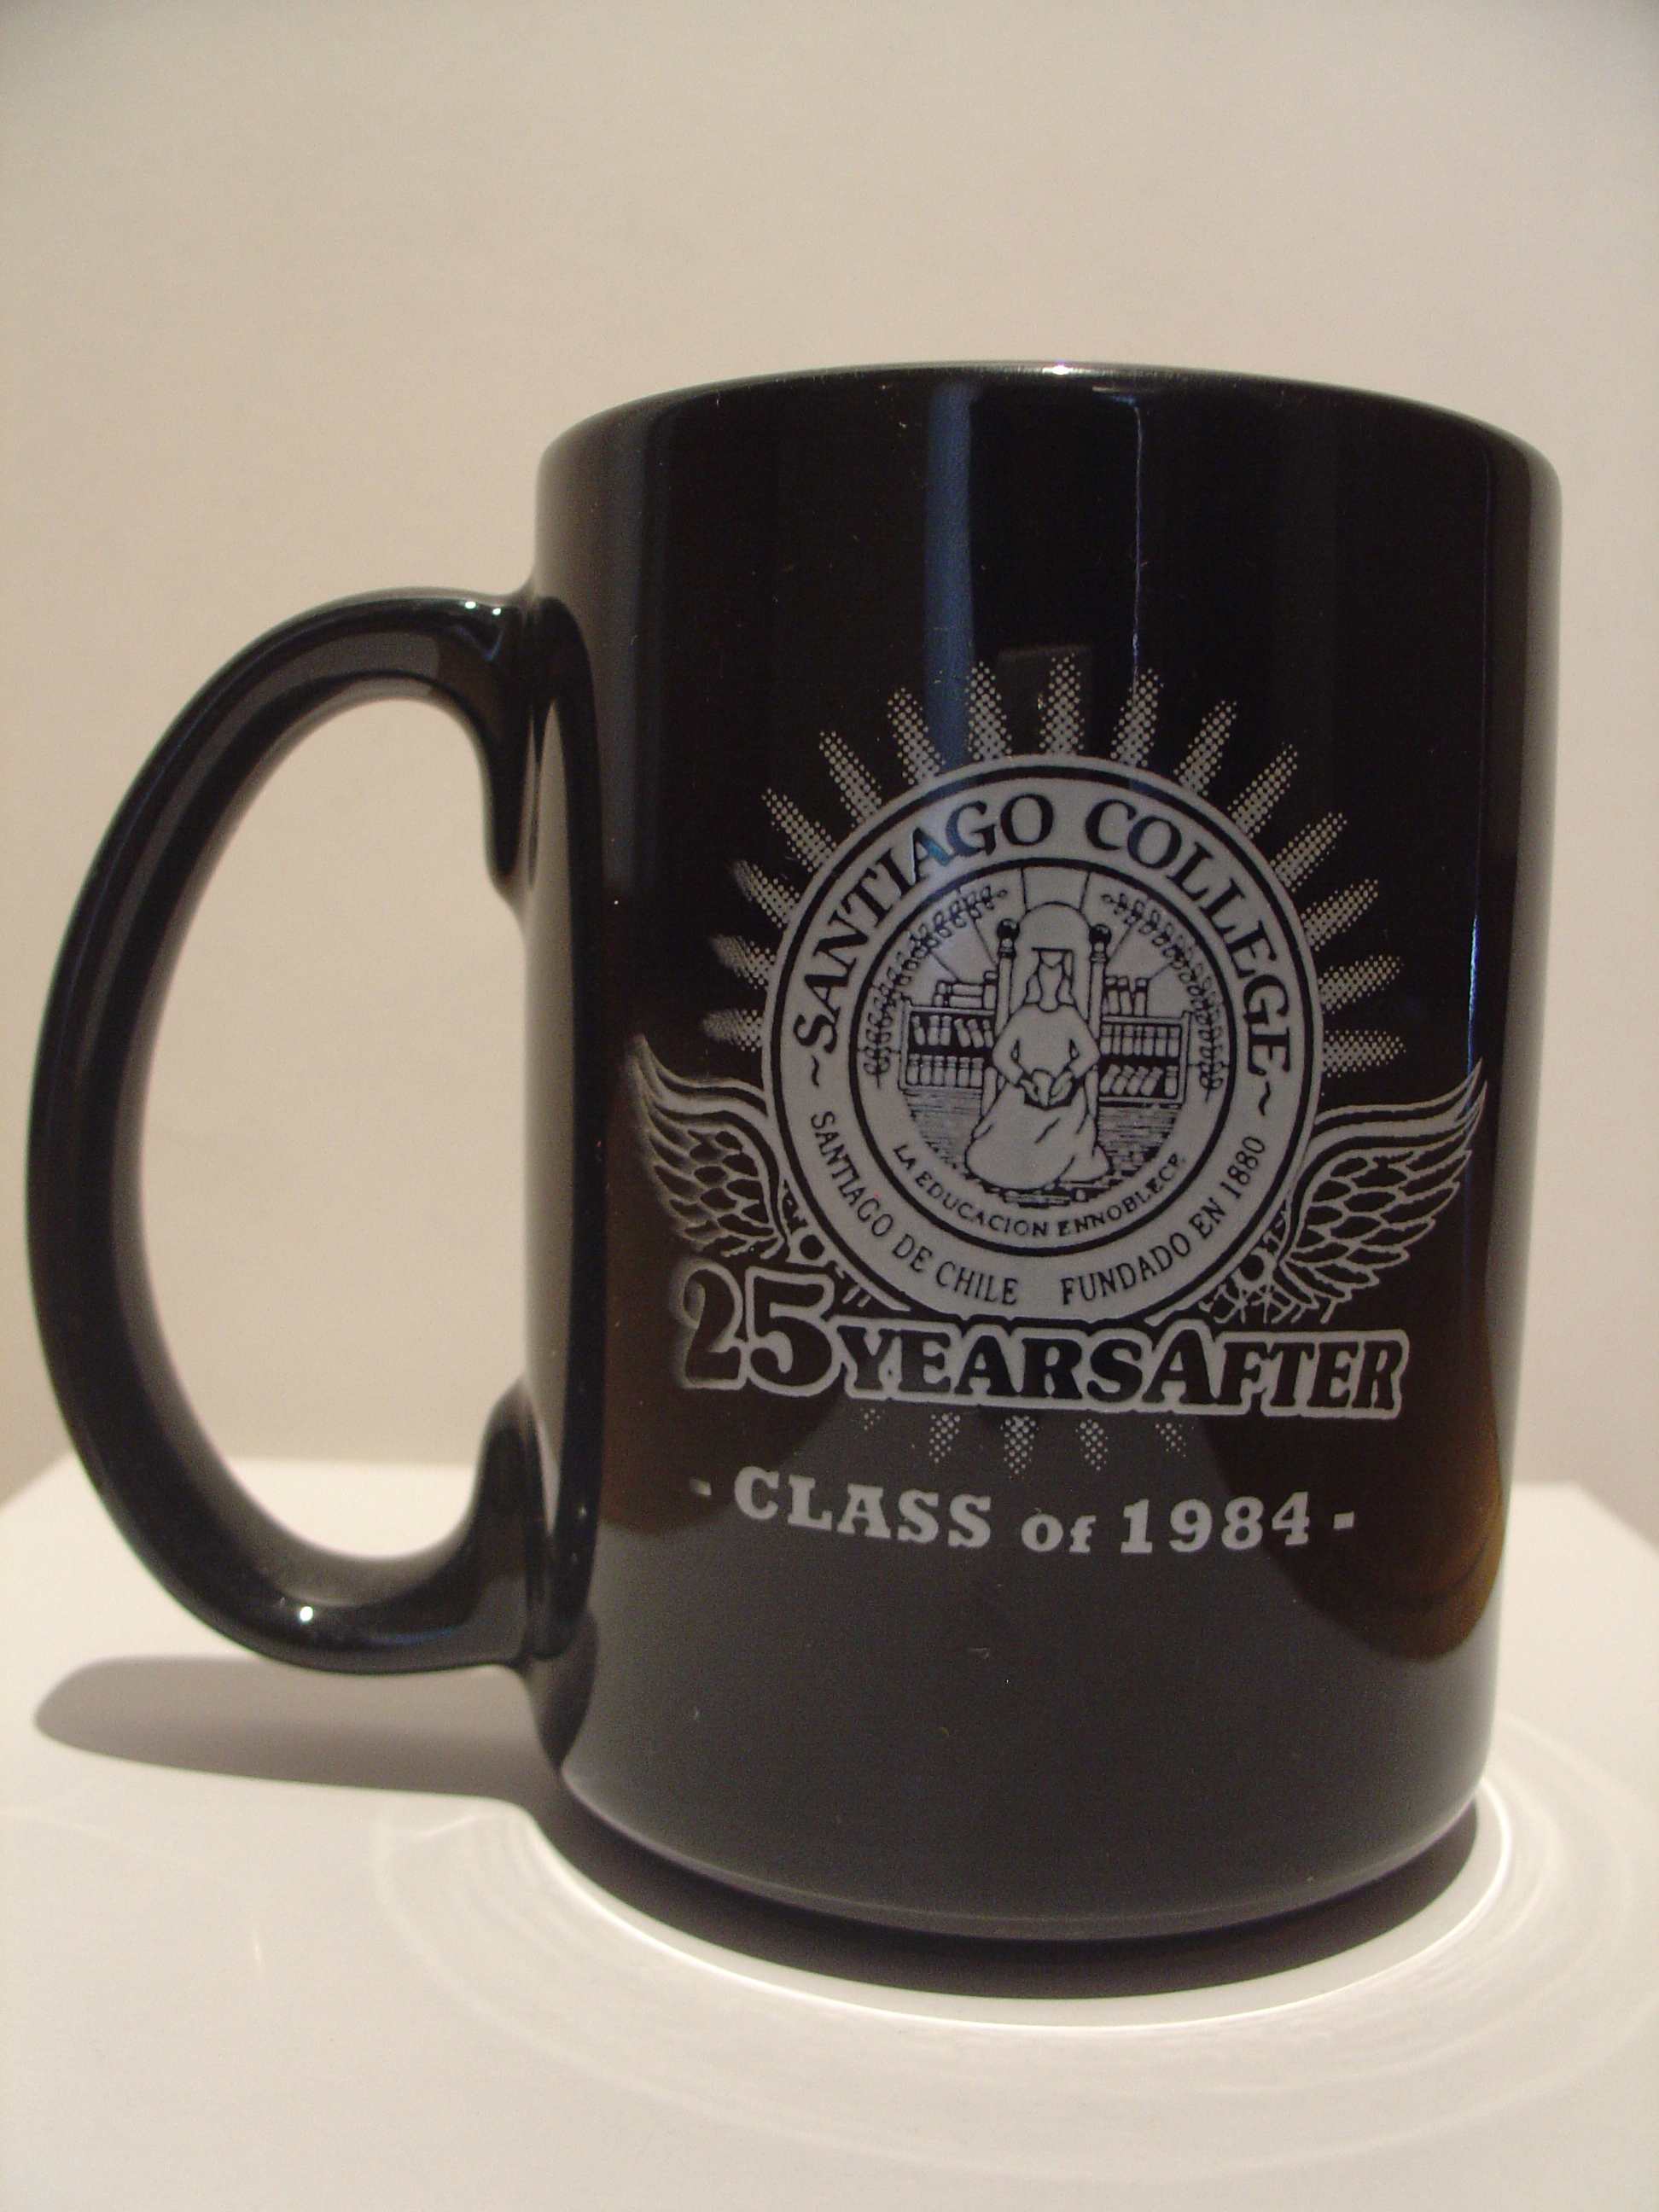 ~ SANTIAGO COLLEGE ~
LA EDUCACION ENNOBLECE
SANTIAGO DE CHILE FUNDADO EN 1880
25 YEARS AFTER
- CLASS of 1984 -